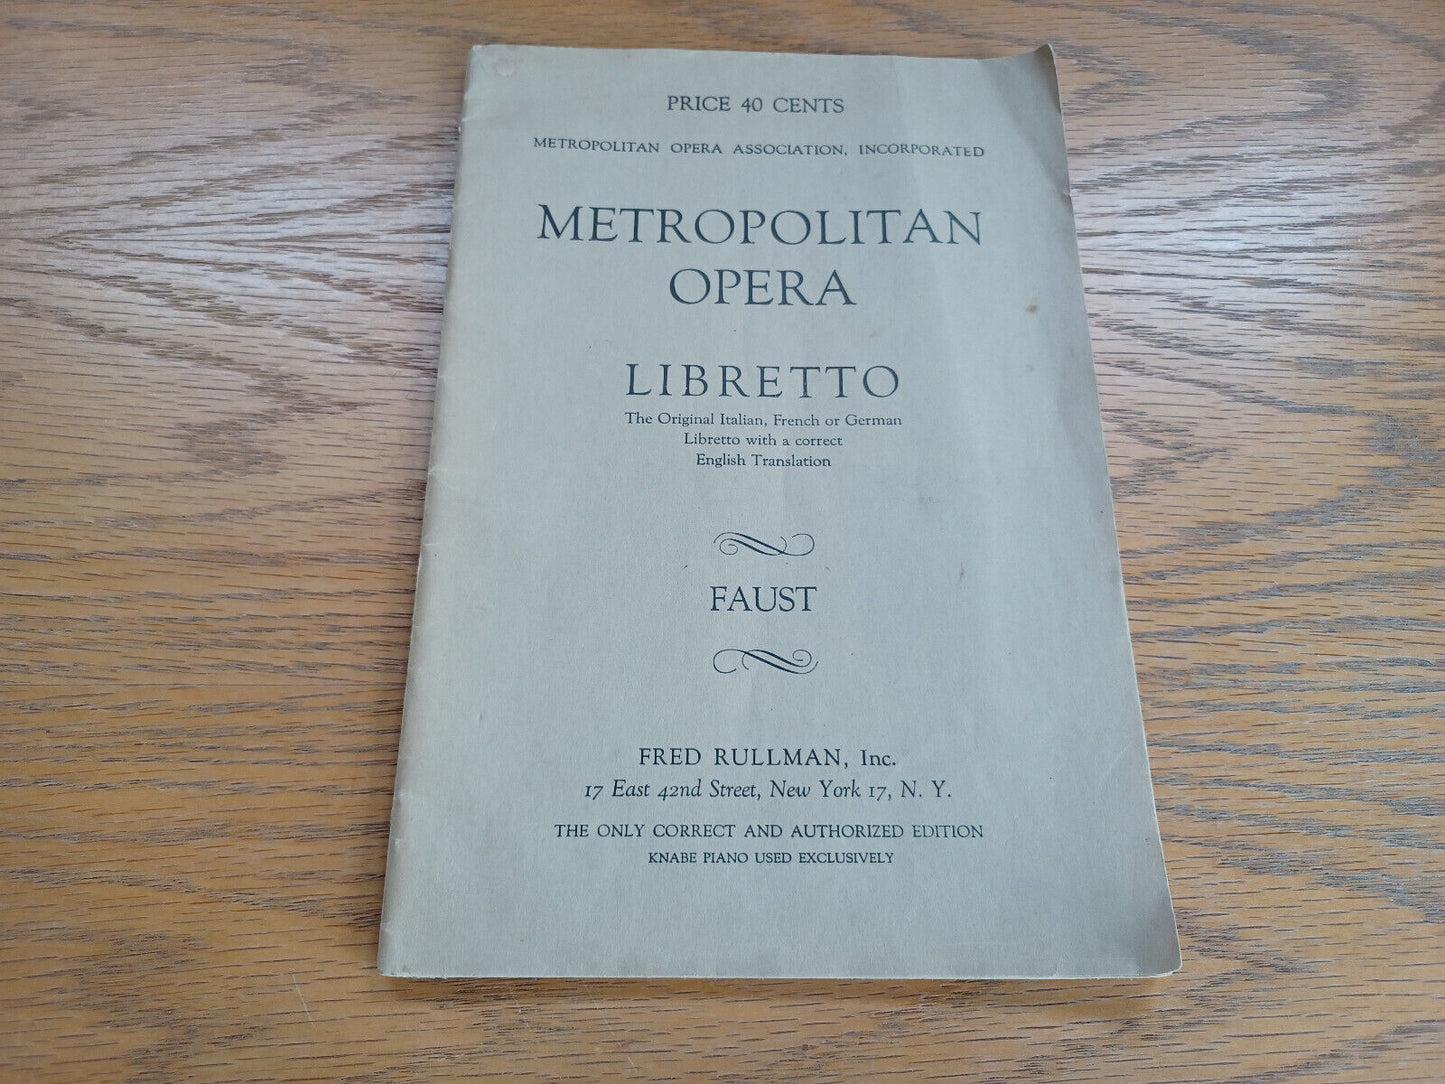 PRICE 40 CENTS
METROPOLITAN OPERA ASSOCIATION, INCORPORATED
METROPOLITAN
OPERA
LIBRETTO
The Original Italian, French or German
Libretto with a correct
English Translation
FAUST
FRED RULLMAN, Inc.
17 East 42nd Street, New York 17, N. Y.
THE ONLY CORRECT AND AUTHORIZED EDITION
KNABE PIANO USED EXCLUSIVELY